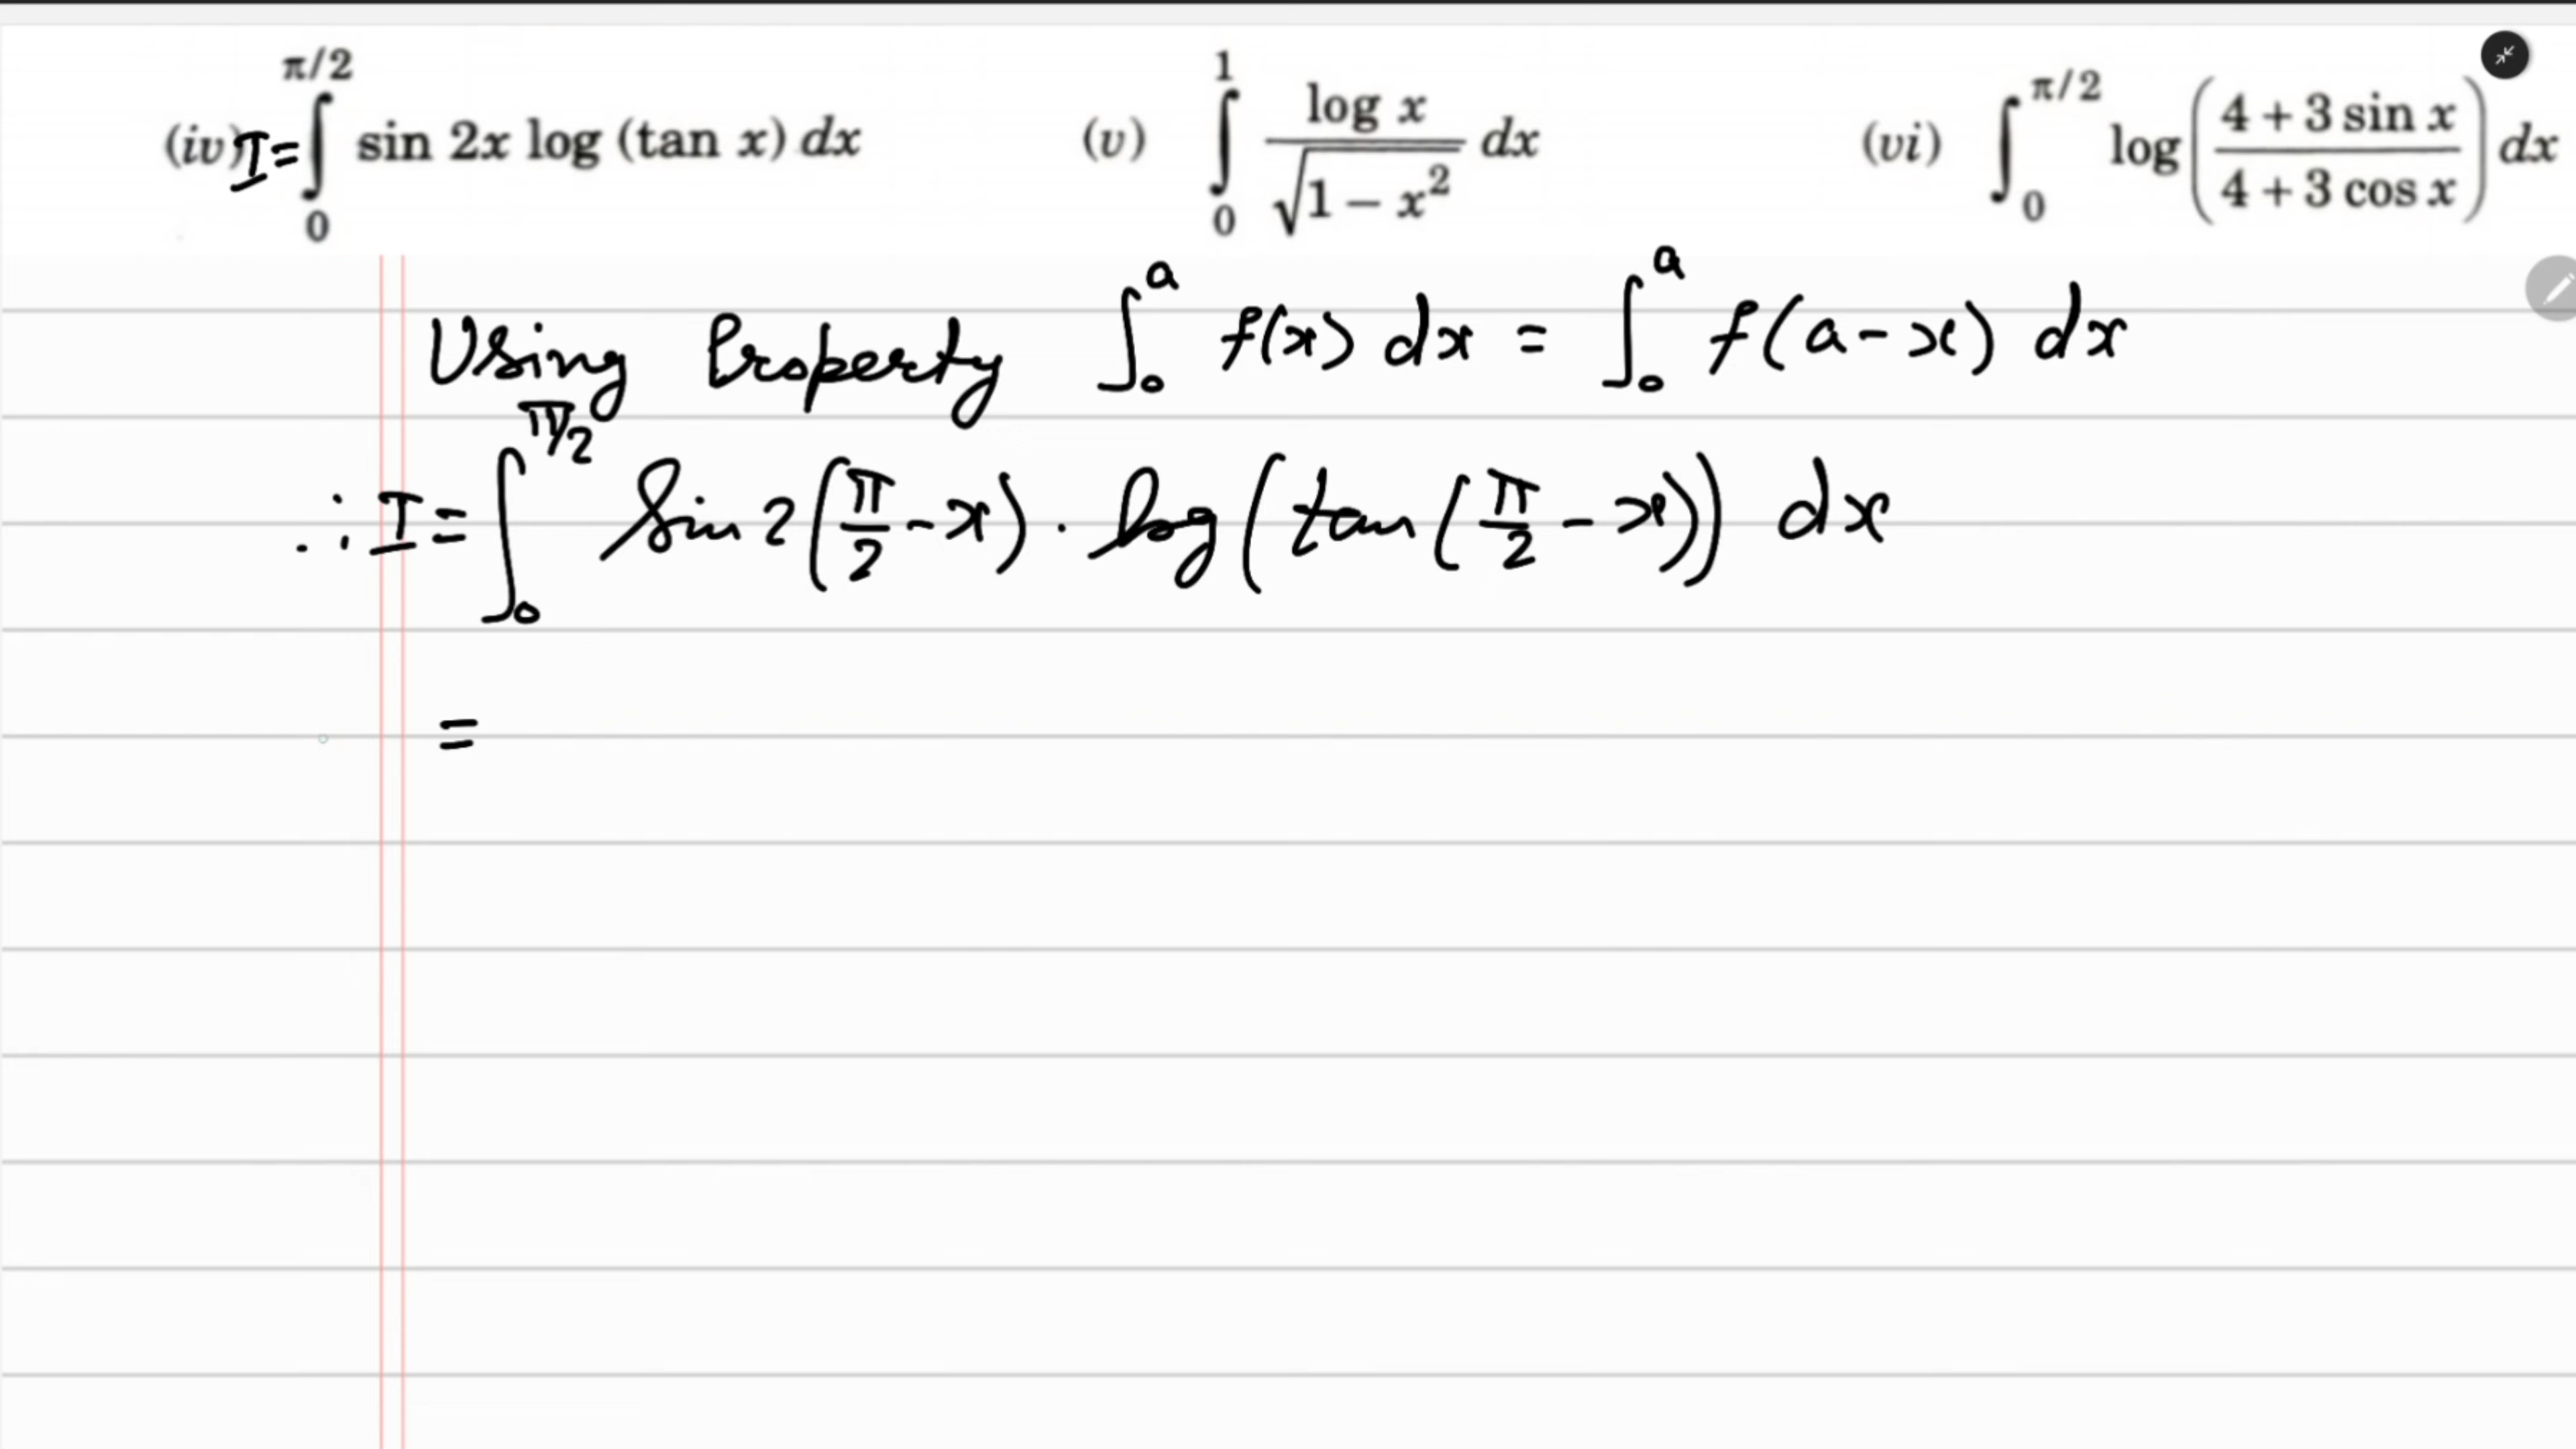 (iv) I = ∫₀^{π/2} sin 2x log (tan x) dx (v) ∫₀^1 log x / √(1 − x²) dx (vi) ∫₀^{π/2} log((4 + 3 sin x)/(4 + 3 cos x)) dx
Using Property ∫₀^a f(x) dx = ∫₀^a f(a−x) dx
∴ I = ∫₀^{π/2} Sin 2(π/2 − x) · log(tan(π/2 − x)) dx
=